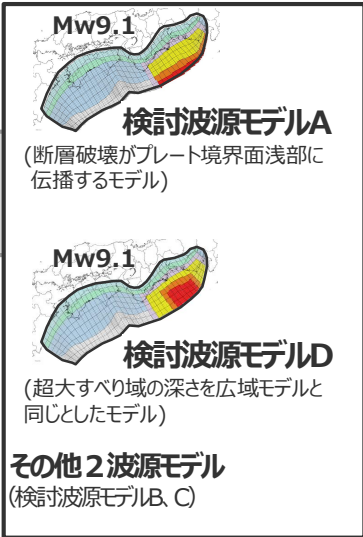 Mw9.1
検討波源モデルA
(断層破壊がプレート境界面浅部に
伝播するモデル)
Mw9.1
検討波源モデルD
(超大すべり域の深さを広域モデルと
同じとしたモデル)
その他２波源モデル
(検討波源モデルB、C)